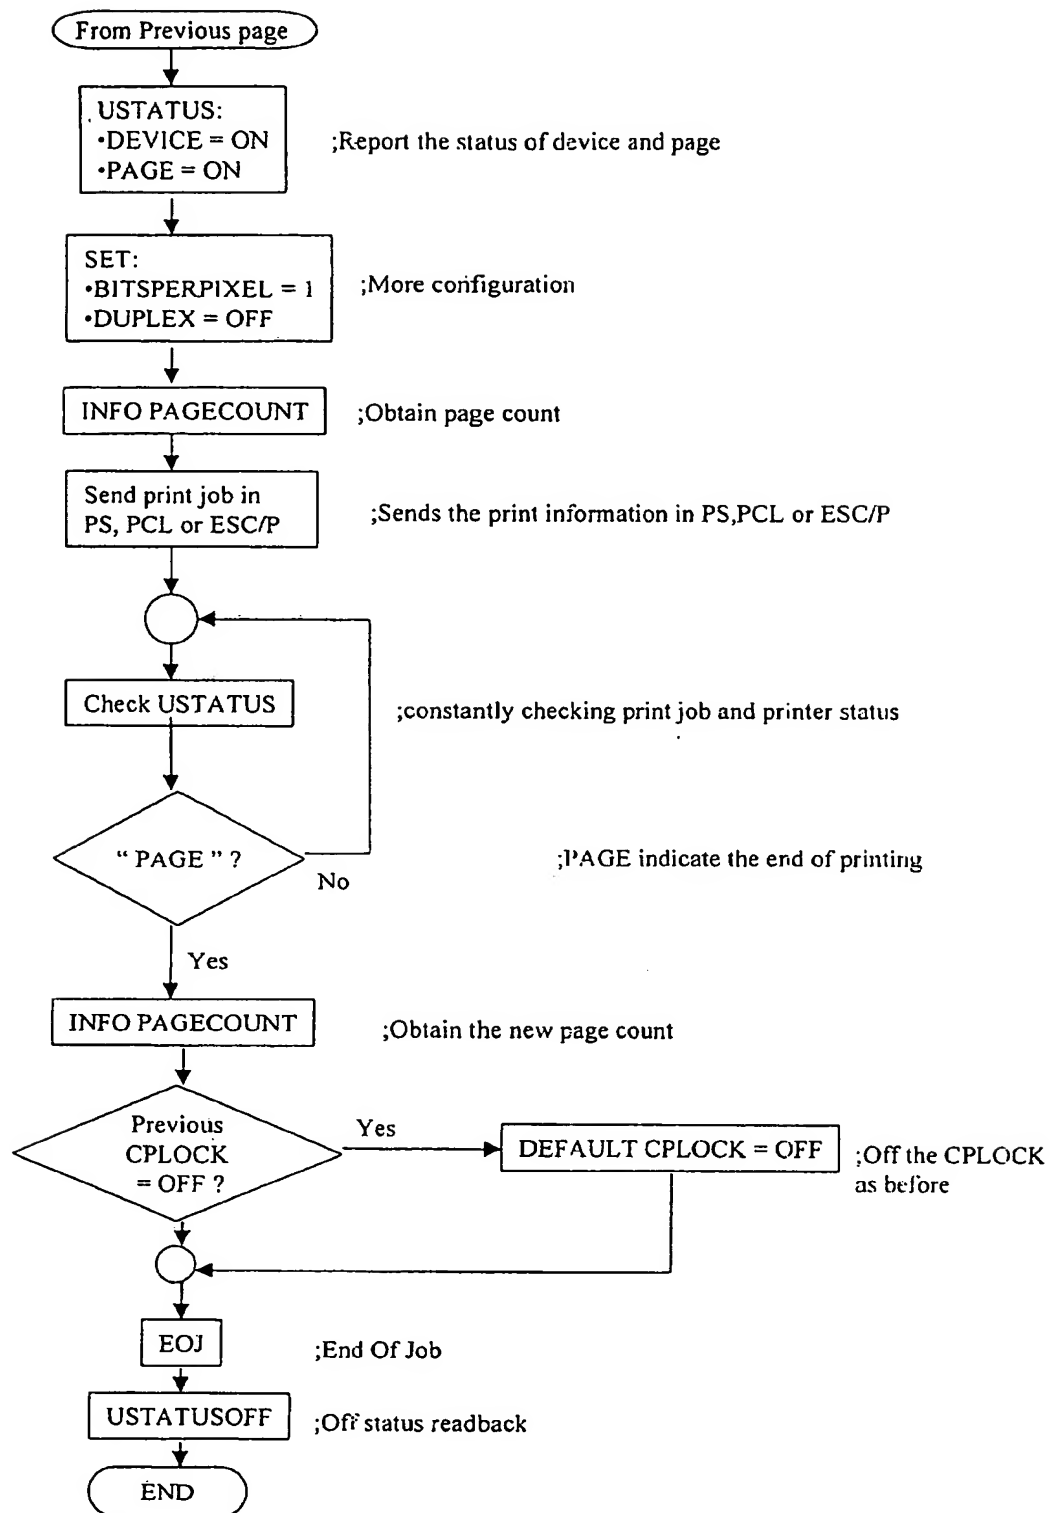 From Previous page
USTATUS:
•DEVICE = ON
•PAGE = ON
;Report the status of device and page
SET:
•BITSPERPIXEL = 1
•DUPLEX = OFF
;More configuration
INFO PAGECOUNT
;Obtain page count
Send print job in
PS, PCL or ESC/P
;Sends the print information in PS,PCL or ESC/P
Check USTATUS
;constantly checking print job and printer status
“ PAGE ” ?
No
;PAGE indicate the end of printing
Yes
INFO PAGECOUNT
;Obtain the new page count
Previous
CPLOCK
= OFF ?
Yes
DEFAULT CPLOCK = OFF
;Off the CPLOCK
as before
EOJ
;End Of Job
USTATUSOFF
;Off status readback
END